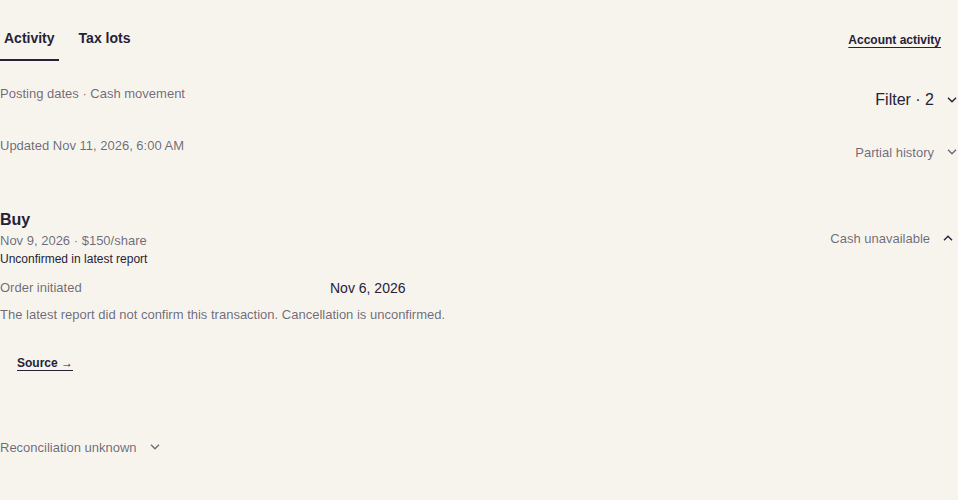 Activity Tax lots Account activity
Posting dates · Cash movement
Filter · 2
Updated Nov 11, 2026, 6:00 AM
Partial history
Buy
Nov 9, 2026 · $150/share
Cash unavailable
Unconfirmed in latest report
Order initiated Nov 6, 2026
The latest report did not confirm this transaction. Cancellation is unconfirmed.
Source →
Reconciliation unknown